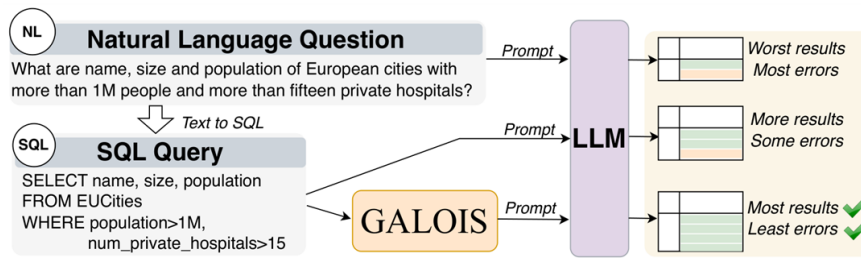 NL
Natural Language Question
What are name, size and population of European cities with
more than 1M people and more than fifteen private hospitals?
Text to SQL
SQL
SQL Query
SELECT name, size, population
FROM EUCities
WHERE population>1M,
num_private_hospitals>15
GALOIS
Prompt
Prompt
Prompt
LLM
Worst results
Most errors
More results
Some errors
Most results
Least errors